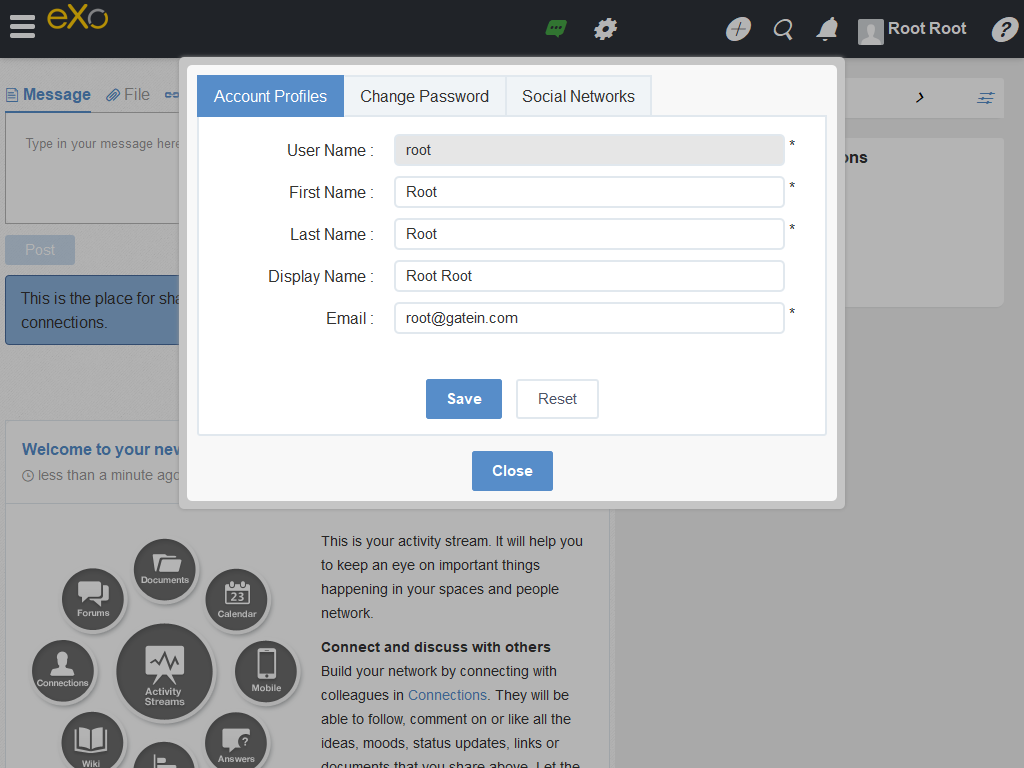 eXo
Root Root
?
Message
File
Type in your message here
Post
This is the place for sha
connections.
ons
Account Profiles
Change Password
Social Networks
User Name :
root
*
First Name :
Root
*
Last Name :
Root
*
Display Name :
Root Root
Email :
root@gatein.com
*
Save
Reset
Close
Welcome to your new
less than a minute ago
Documents
Forums
23
Calendar
Connections
Activity
Streams
Mobile
Wiki
?
Answers
This is your activity stream. It will help you
to keep an eye on important things
happening in your spaces and people
network.
Connect and discuss with others
Build your network by connecting with
colleagues in Connections. They will be
able to follow, comment on or like all the
ideas, moods, status updates, links or
documents that you share above. Let the